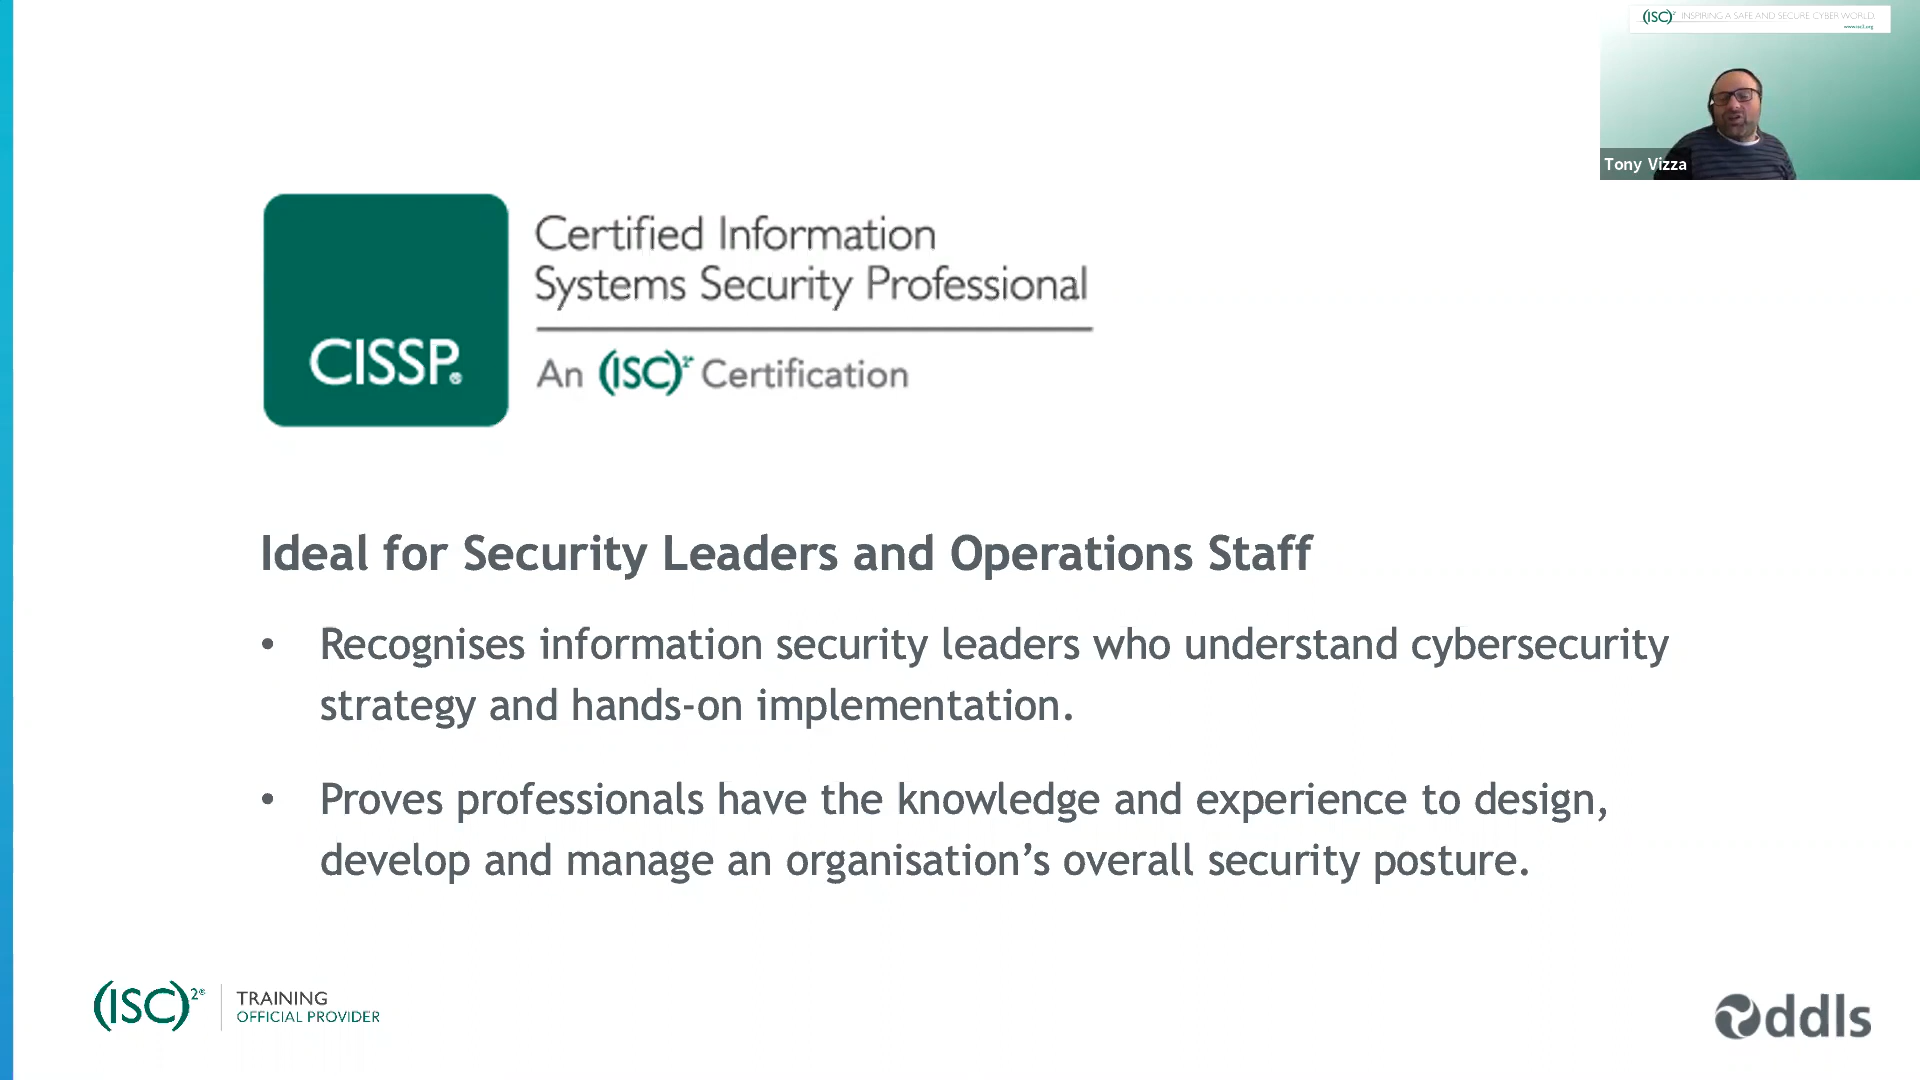 (ISC)² INSPIRING A SAFE AND SECURE CYBER WORLD.
www.isc2.org
Tony Vizza
Certified Information
Systems Security Professional
CISSP®
An (ISC)²® Certification
Ideal for Security Leaders and Operations Staff
• Recognises information security leaders who understand cybersecurity
strategy and hands-on implementation.
• Proves professionals have the knowledge and experience to design,
develop and manage an organisation’s overall security posture.
(ISC)²® TRAINING
OFFICIAL PROVIDER
ddls